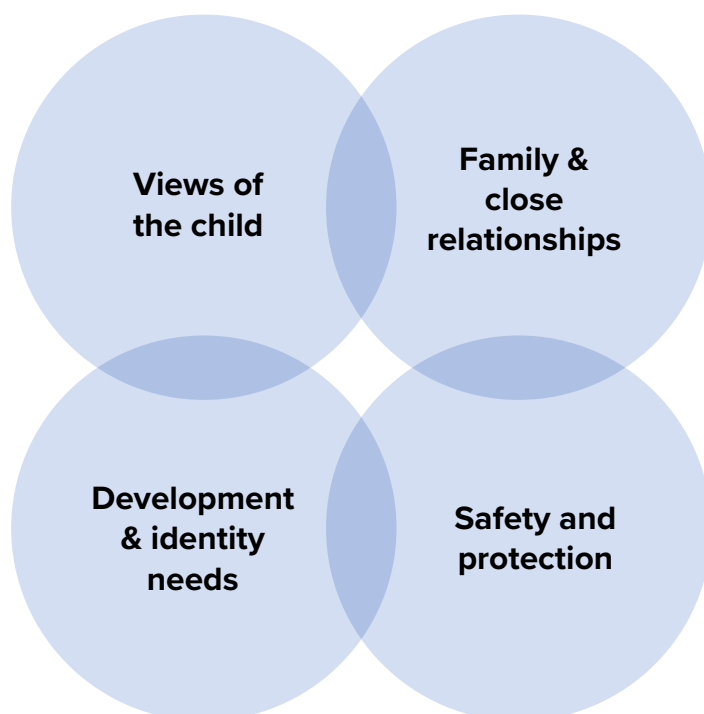 Views of
the child
Family &
close
relationships
Development
& identity
needs
Safety and
protection